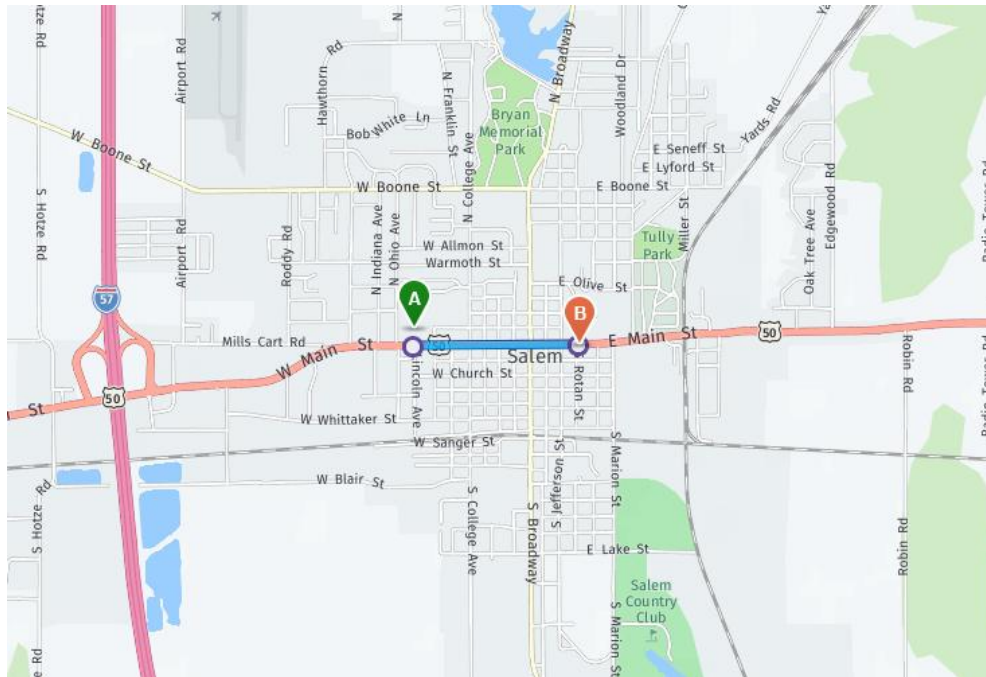 S Hotze Rd
Airport Rd
Hawthorn Rd
N
N Franklin St
N College Ave
Bob White Ln
Bryan
Memorial
Park
N Broadway
Woodland Dr
Yards Rd
E Seneff St
E Lyford St
W Boone St
W Boone St
E Boone St
S Hotze Rd
Airport Rd
Roddy Rd
N Indiana Ave
N Ohio Ave
W Allmon St
Warmoth St
Tully
Park
Miller St
E Olive St
Oak Tree Ave
Edgewood Rd
57
A
B
Mills Cart Rd
W Main St
50
Salem
E Main St
50
50
St
W Church St
Lincoln Ave
Rotan St
Robin Rd
W Whittaker St
W Sanger St
W Blair St
S College Ave
S Broadway
S Jefferson St
S Marion St
S Hotze Rd
E Lake St
Salem
Country
Club
S Marion St
Robin Rd